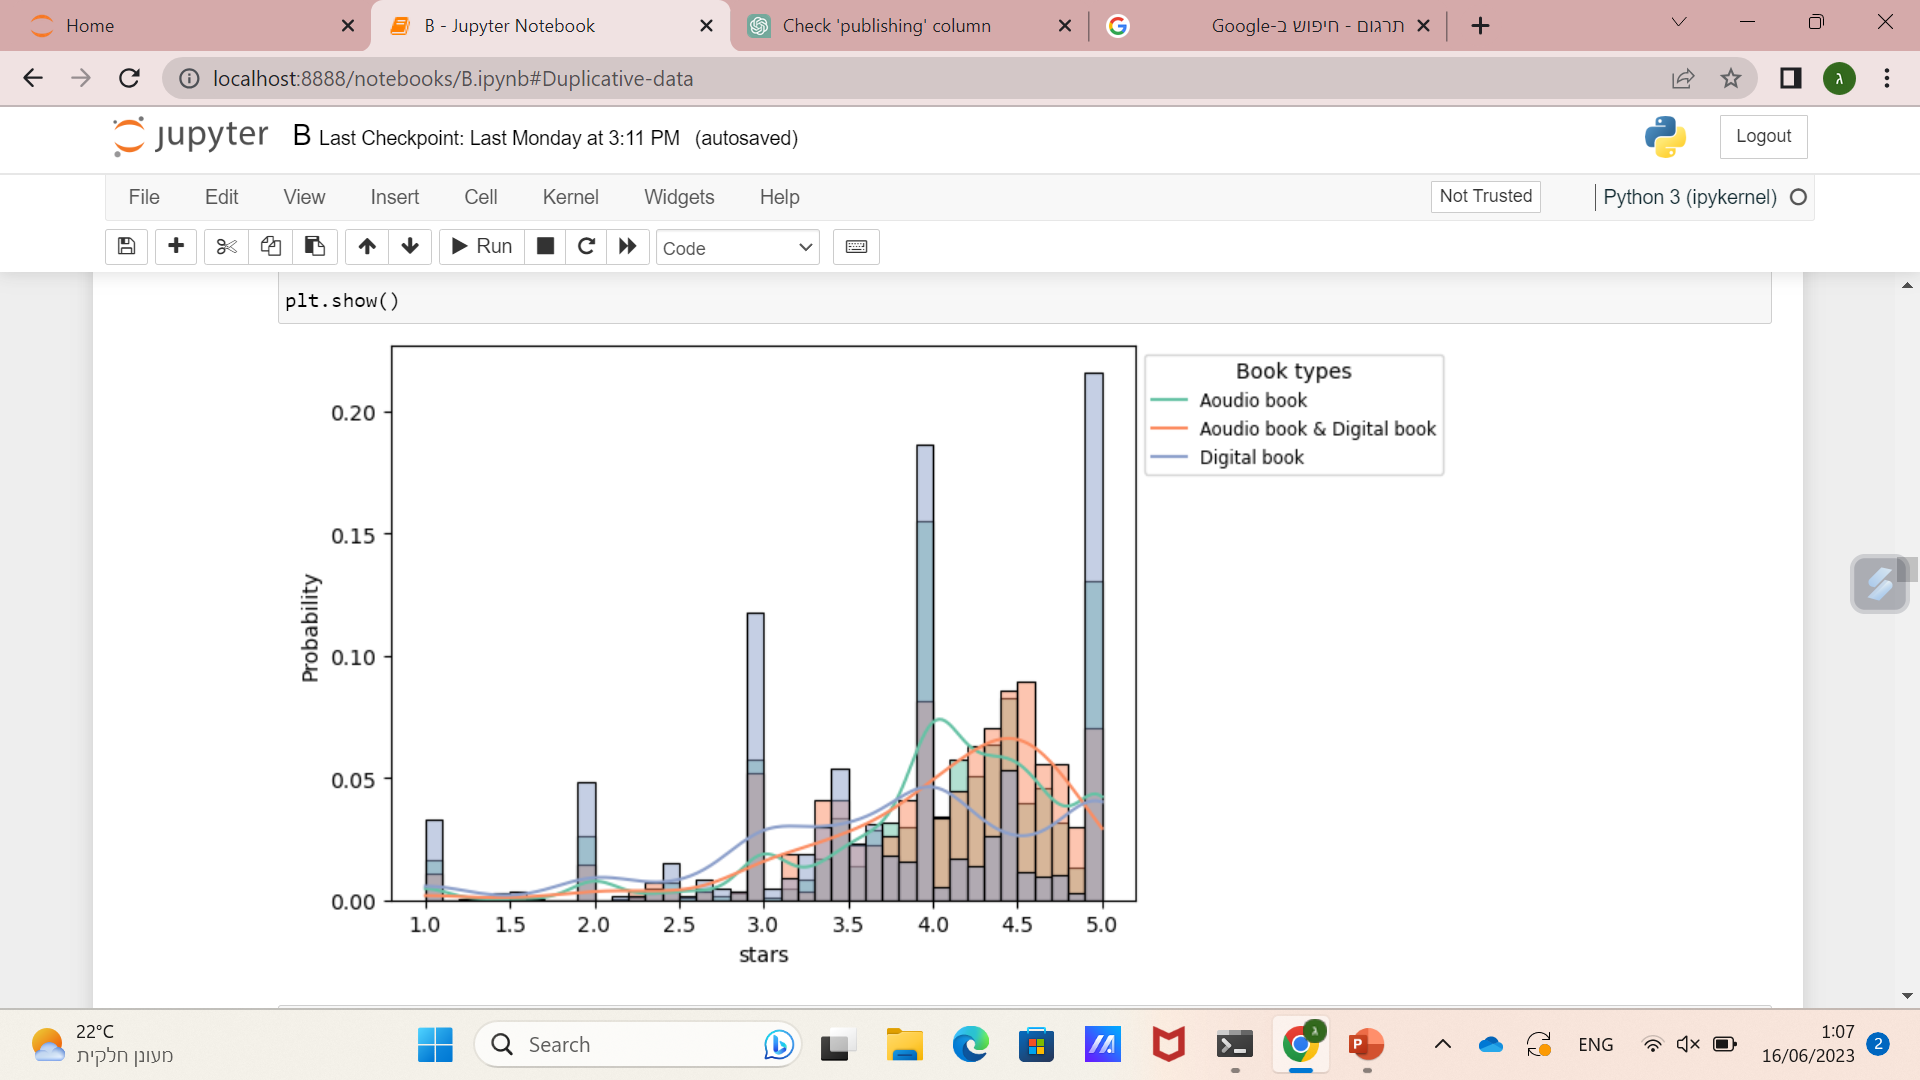 Home
B - Jupyter Notebook
Check 'publishing' column
תרגום - חיפוש ב-Google
localhost:8888/notebooks/B.ipynb#Duplicative-data
ג
jupyter B Last Checkpoint: Last Monday at 3:11 PM (autosaved)
Logout
File Edit View Insert Cell Kernel Widgets Help
Not Trusted
Python 3 (ipykernel)
Run
Code
plt.show()
Book types
Aoudio book
Aoudio book & Digital book
Digital book
0.20
0.15
0.10
0.05
0.00
Probability
1.0 1.5 2.0 2.5 3.0 3.5 4.0 4.5 5.0
stars
22°C
מעונן חלקית
Search
ג
P
ENG
1:07
16/06/2023
2